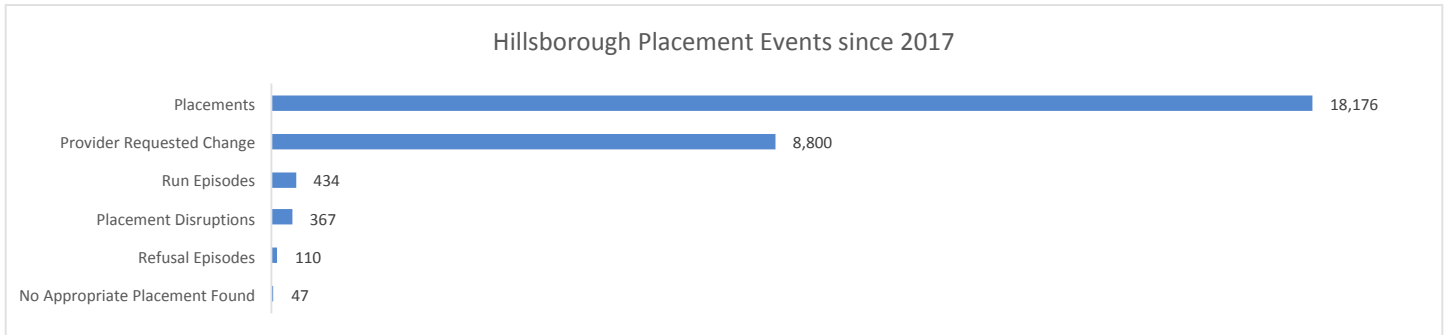 Hillsborough Placement Events since 2017
Placements 18,176
Provider Requested Change 8,800
Run Episodes 434
Placement Disruptions 367
Refusal Episodes 110
No Appropriate Placement Found 47